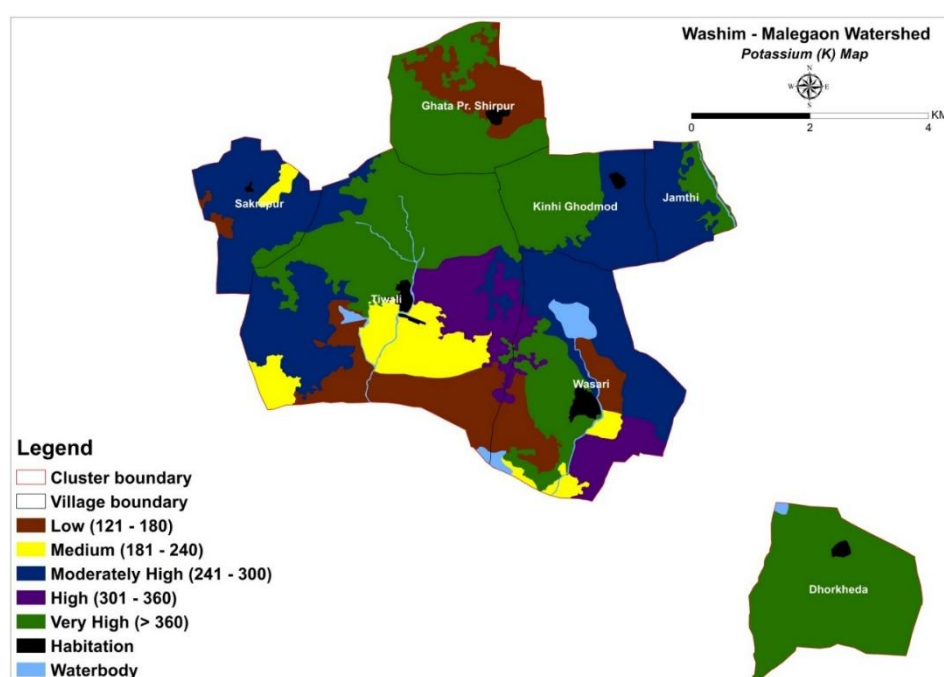 Washim - Malegaon Watershed
Potassium (K) Map
N
W E
S
KM
0 2 4
Ghata Pr. Shirpur
Sakrapur
Kinhi Ghodmod
Jamthi
Tiwali
Wasari
Dhorkheda
Legend
Cluster boundary
Village boundary
Low (121 - 180)
Medium (181 - 240)
Moderately High (241 - 300)
High (301 - 360)
Very High (> 360)
Habitation
Waterbody